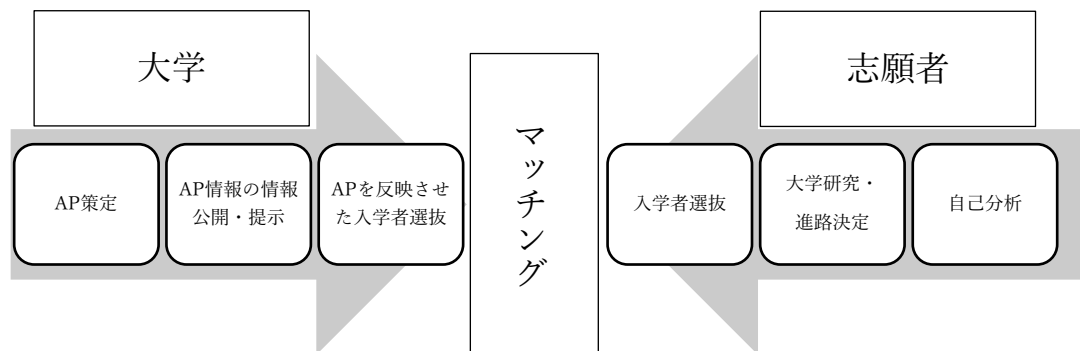 大学
志願者
マッチング
AP策定
AP情報の情報
公開・提示
APを反映させ
た入学者選抜
入学者選抜
大学研究・
進路決定
自己分析